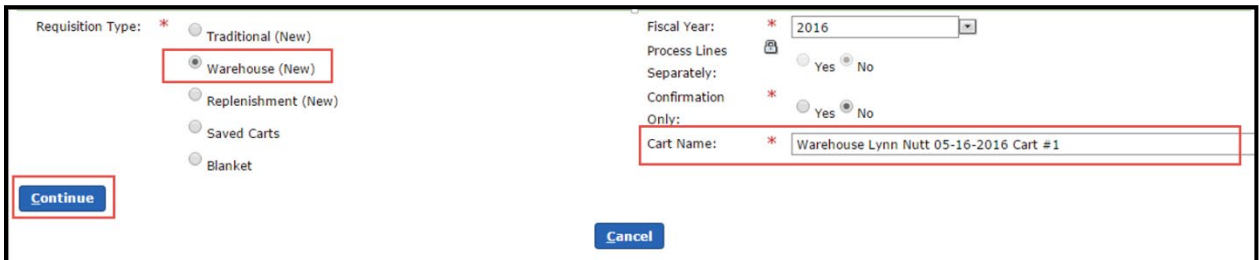 Requisition Type: *
Traditional (New)
Warehouse (New)
Replenishment (New)
Saved Carts
Blanket
Continue
Fiscal Year: * 2016
Process Lines
Separately: Yes No
Confirmation *
Only: Yes No
Cart Name: * Warehouse Lynn Nutt 05-16-2016 Cart #1
Cancel